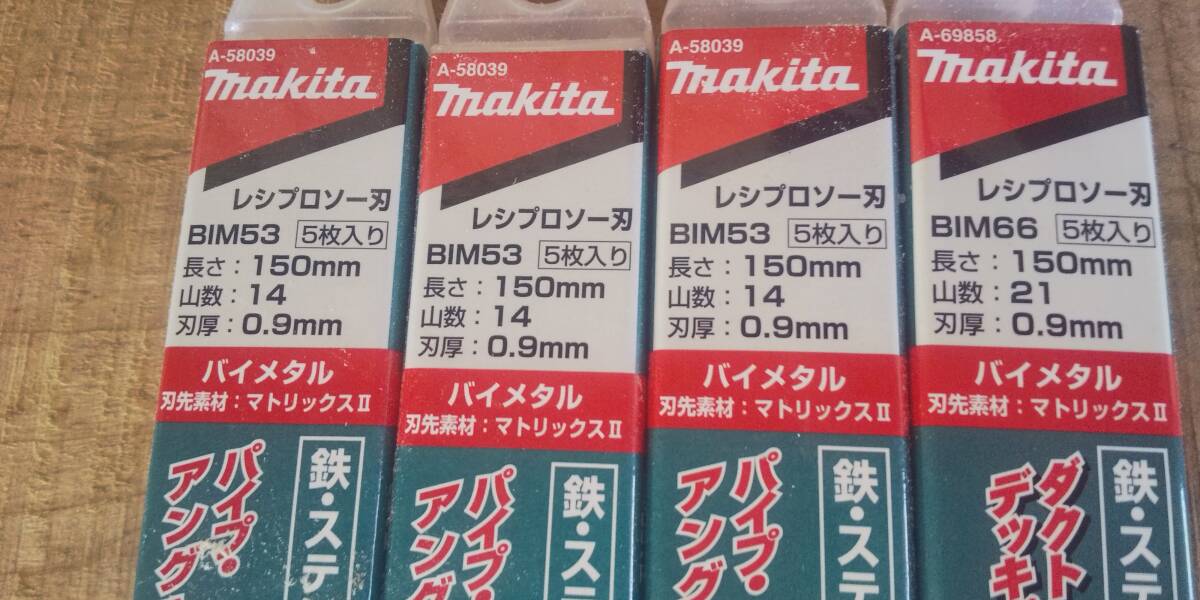 A-58039
makita
レシプロソー刃
BIM53 5枚入り
長さ：150mm
山数：14
刃厚：0.9mm
バイメタル
刃先素材：マトリックスⅡ
鉄・ステ
パイプ・
アング
A-58039
makita
レシプロソー刃
BIM53 5枚入り
長さ：150mm
山数：14
刃厚：0.9mm
バイメタル
刃先素材：マトリックスⅡ
鉄・ステ
パイプ・
アング
A-58039
makita
レシプロソー刃
BIM53 5枚入り
長さ：150mm
山数：14
刃厚：0.9mm
バイメタル
刃先素材：マトリックスⅡ
鉄・ステ
パイプ・
アング
A-69858
makita
レシプロソー刃
BIM66 5枚入り
長さ：150mm
山数：21
刃厚：0.9mm
バイメタル
刃先素材：マトリックスⅡ
鉄・ステ
ダクト
デッキ